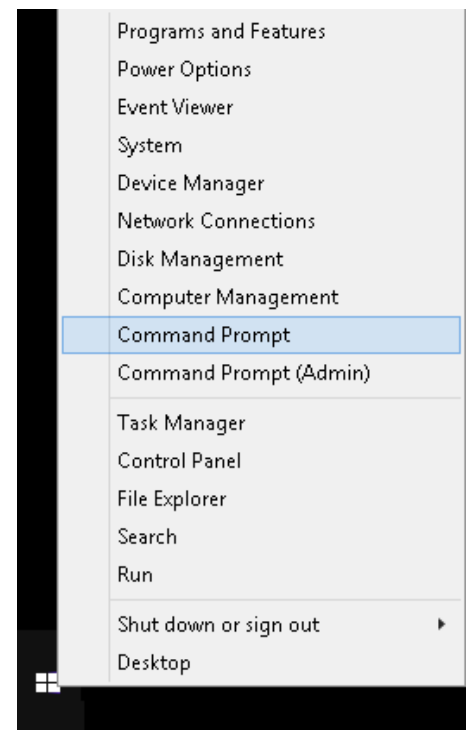 Programs and Features
Power Options
Event Viewer
System
Device Manager
Network Connections
Disk Management
Computer Management
Command Prompt
Command Prompt (Admin)
Task Manager
Control Panel
File Explorer
Search
Run
Shut down or sign out
Desktop